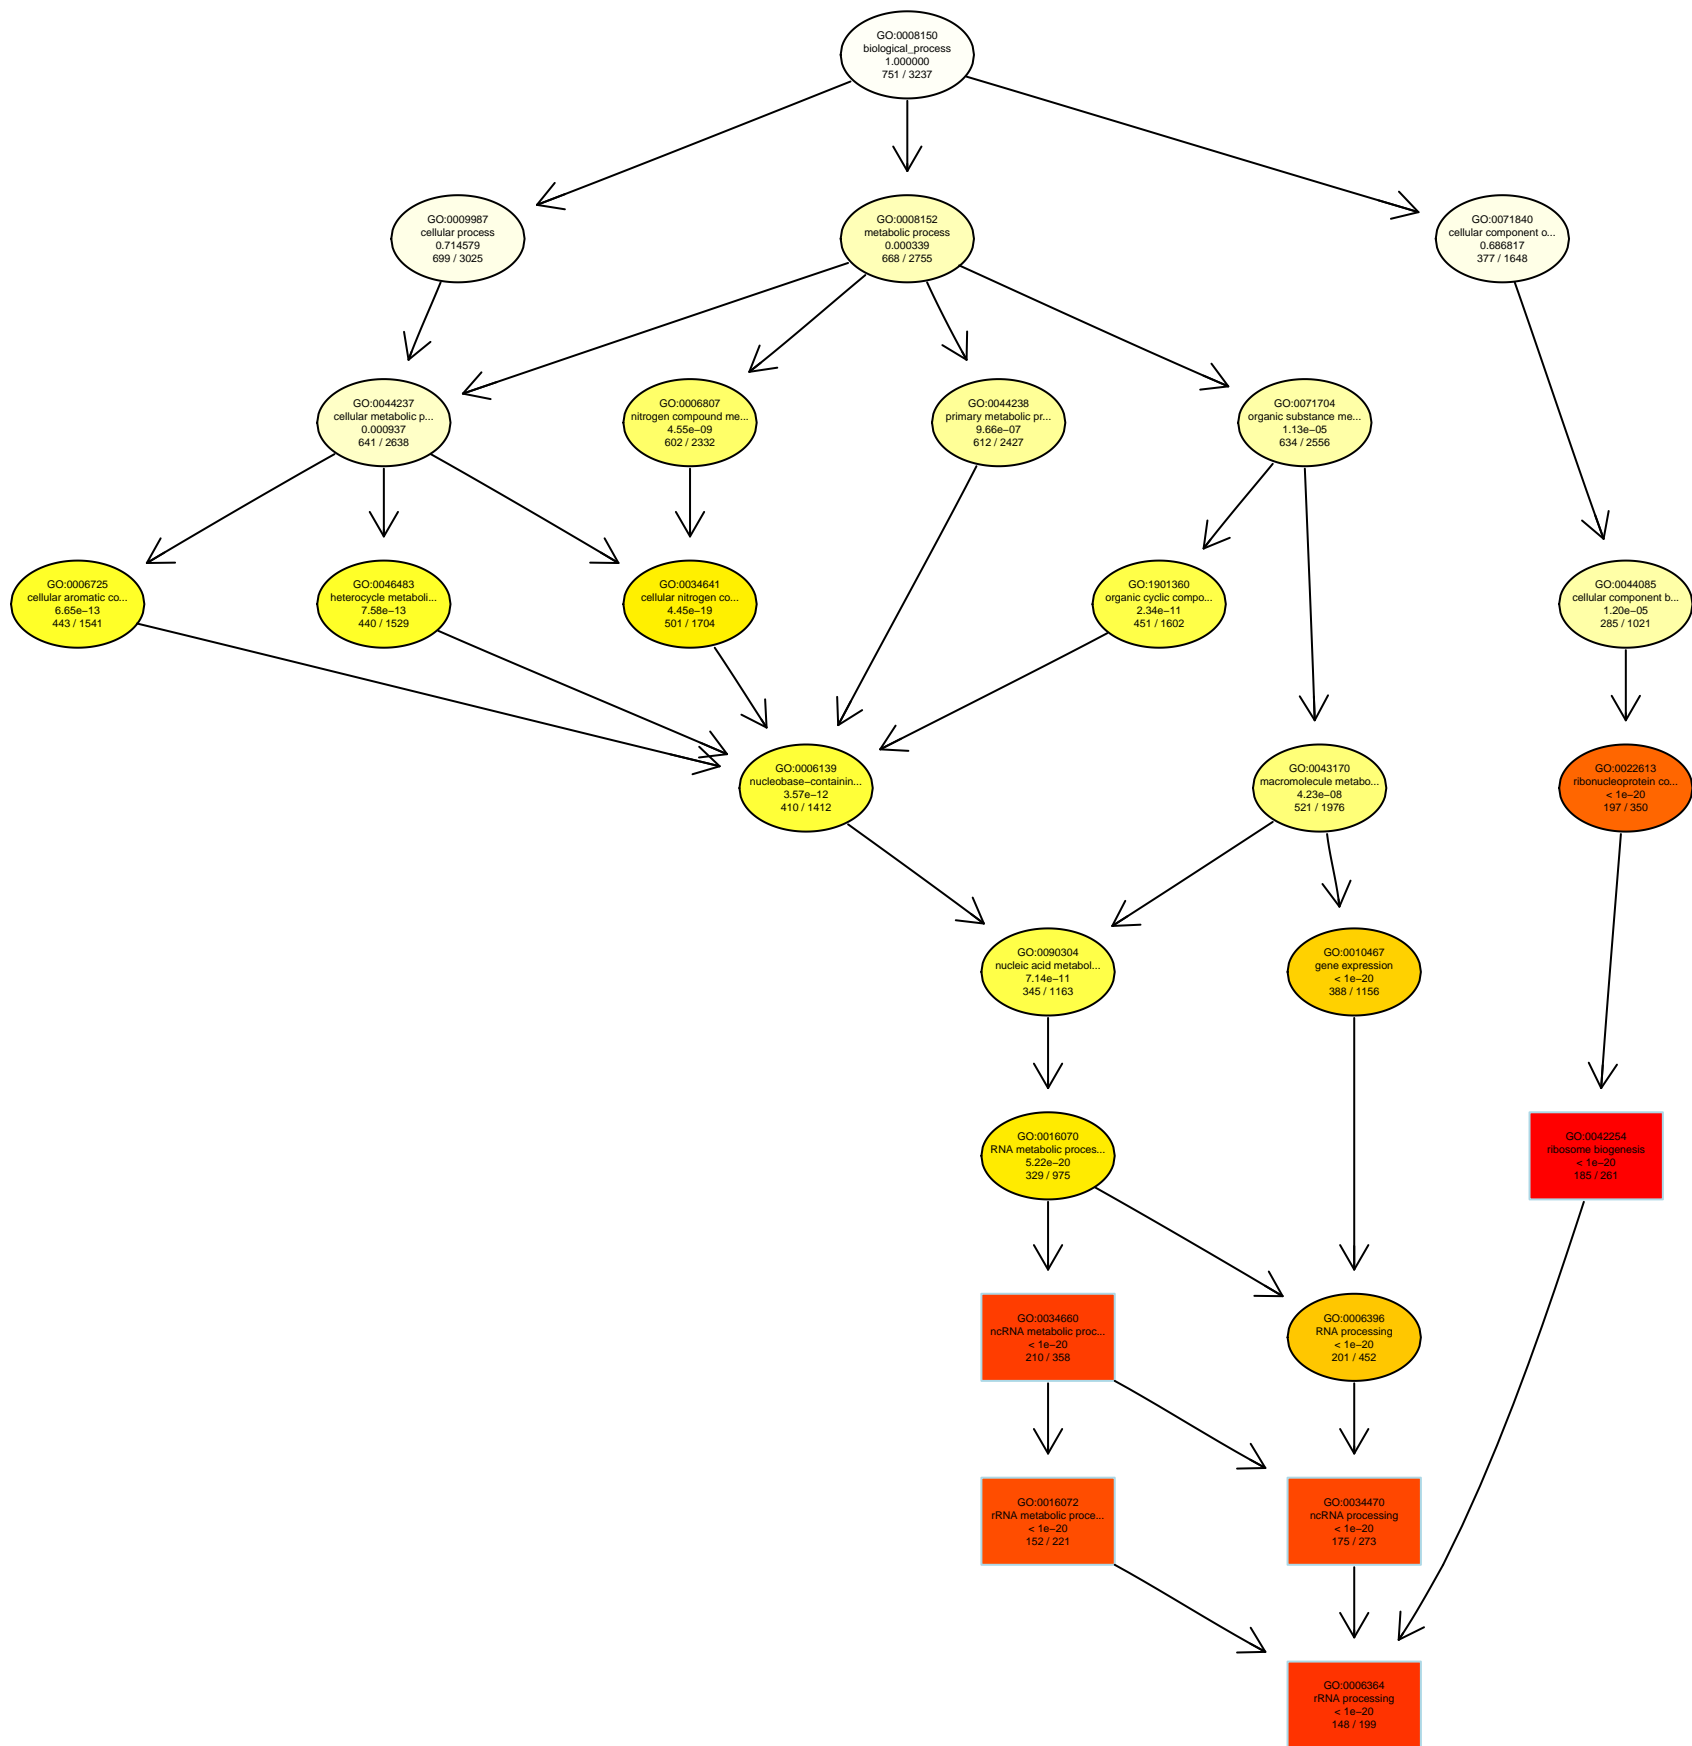 GO:0008150
biological_process
1.000000
751 / 3237
GO:0009987
cellular process
0.714579
699 / 3025
GO:0008152
metabolic process
0.000339
668 / 2755
GO:0071840
cellular component o...
0.686817
377 / 1648
GO:0044237
cellular metabolic p...
0.000937
641 / 2638
GO:0006807
nitrogen compound me...
4.55e−09
602 / 2332
GO:0044238
primary metabolic pr...
9.66e−07
612 / 2427
GO:0071704
organic substance me...
1.13e−05
634 / 2556
GO:0006725
cellular aromatic co...
6.65e−13
443 / 1541
GO:0046483
heterocycle metaboli...
7.58e−13
440 / 1529
GO:0034641
cellular nitrogen co...
4.45e−19
501 / 1704
GO:1901360
organic cyclic compo...
2.34e−11
451 / 1602
GO:0044085
cellular component b...
1.20e−05
285 / 1021
GO:0006139
nucleobase−containin...
3.57e−12
410 / 1412
GO:0043170
macromolecule metabo...
4.23e−08
521 / 1976
GO:0022613
ribonucleoprotein co...
< 1e−20
197 / 350
GO:0090304
nucleic acid metabol...
7.14e−11
345 / 1163
GO:0010467
gene expression
< 1e−20
388 / 1156
GO:0016070
RNA metabolic proces...
5.22e−20
329 / 975
GO:0042254
ribosome biogenesis
< 1e−20
185 / 261
GO:0034660
ncRNA metabolic proc...
< 1e−20
210 / 358
GO:0006396
RNA processing
< 1e−20
201 / 452
GO:0016072
rRNA metabolic proce...
< 1e−20
152 / 221
GO:0034470
ncRNA processing
< 1e−20
175 / 273
GO:0006364
rRNA processing
< 1e−20
148 / 199